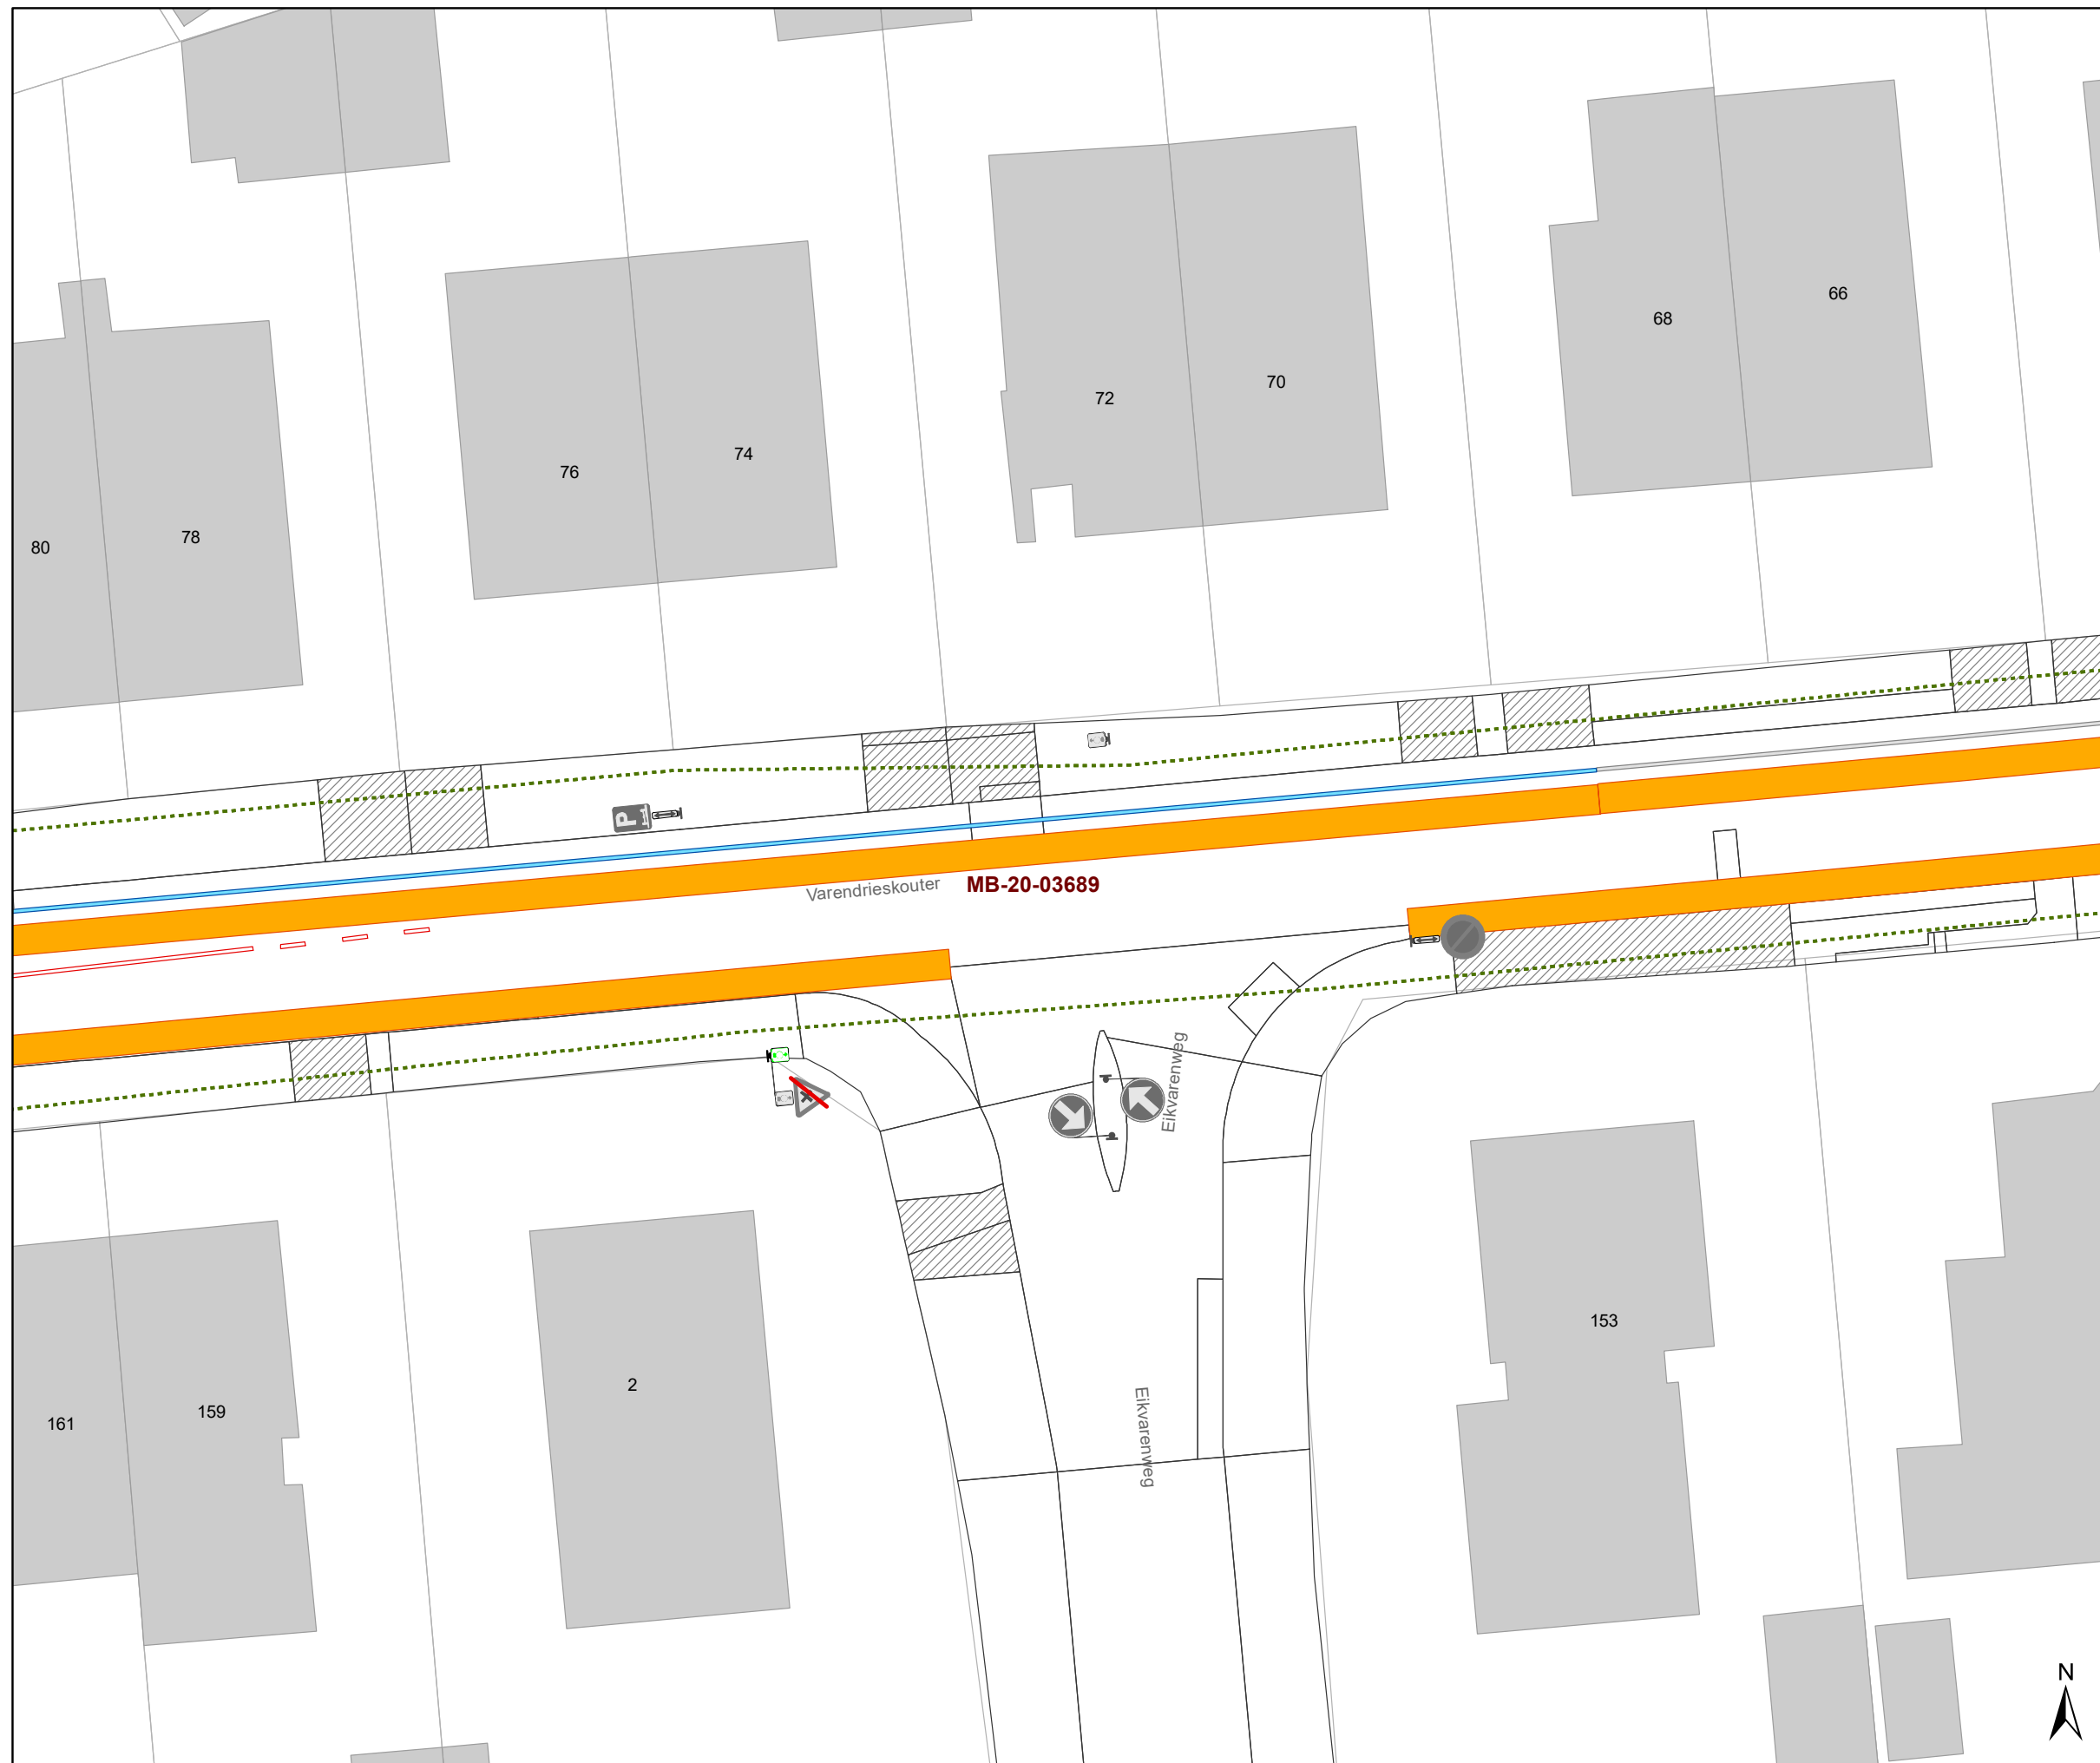 66
68
70
72
74
76
78
80
P
Varendrieskouter
MB-20-03689
Eikvarenweg
Eikvarenweg
153
2
159
161
N